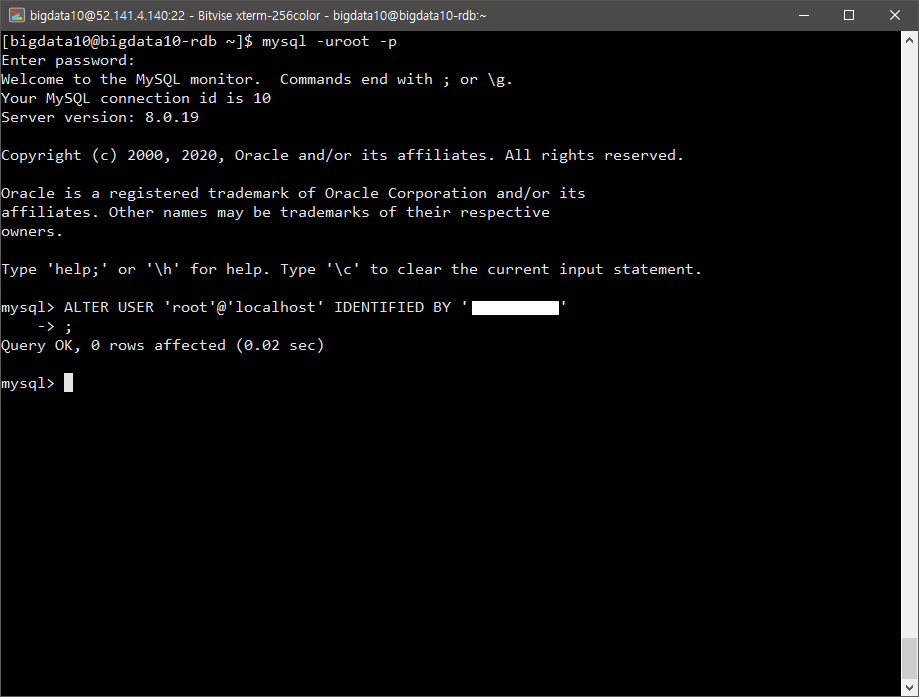 bigdata10@52.141.4.140:22 - Bitvise xterm-256color - bigdata10@bigdata10-rdb:~
[bigdata10@bigdata10-rdb ~]$ mysql -uroot -p
Enter password:
Welcome to the MySQL monitor.  Commands end with ; or \g.
Your MySQL connection id is 10
Server version: 8.0.19

Copyright (c) 2000, 2020, Oracle and/or its affiliates. All rights reserved.

Oracle is a registered trademark of Oracle Corporation and/or its
affiliates. Other names may be trademarks of their respective
owners.

Type 'help;' or '\h' for help. Type '\c' to clear the current input statement.

mysql> ALTER USER 'root'@'localhost' IDENTIFIED BY '          '
    -> ;
Query OK, 0 rows affected (0.02 sec)

mysql>